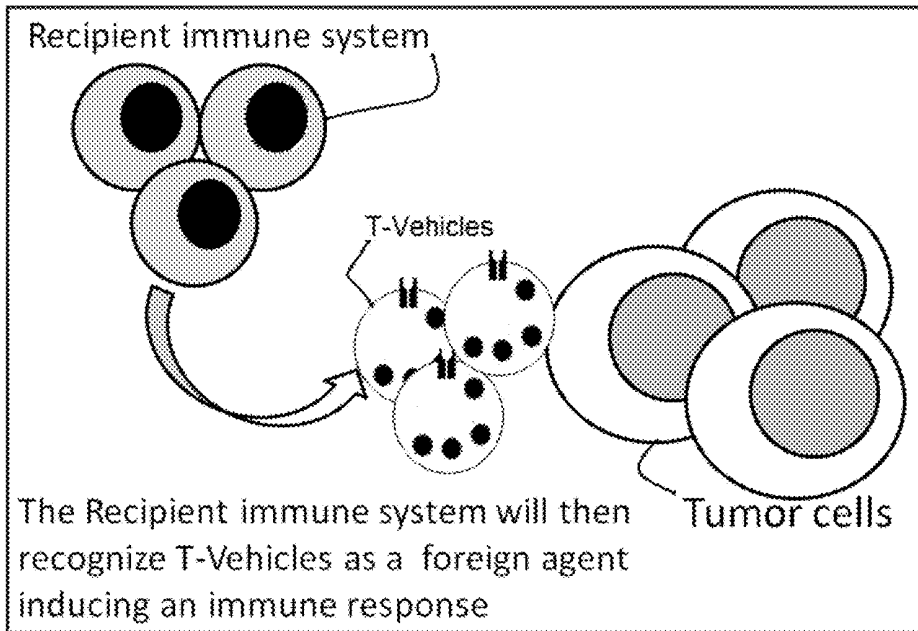 Recipient immune system
T-Vehicles
The Recipient immune system will then
recognize T-Vehicles as a foreign agent
inducing an immune response
Tumor cells